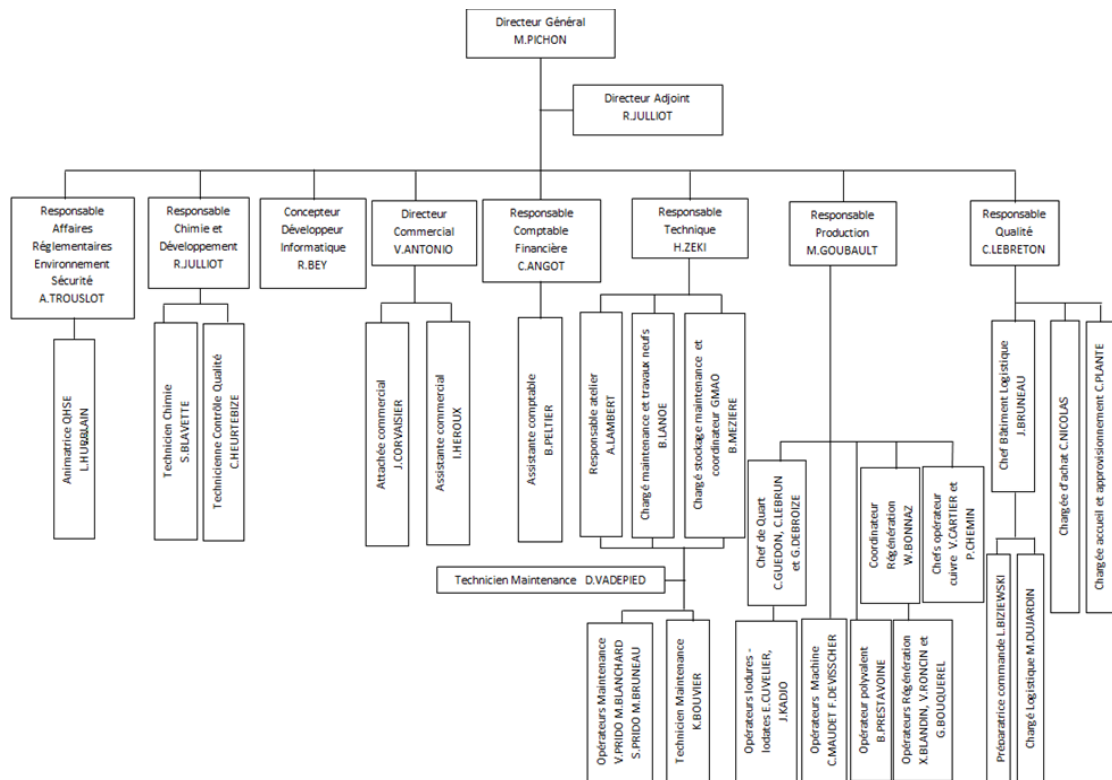 Directeur Général
M.PICHON
Directeur Adjoint
R.JULLIOT
Responsable
Affaires
Réglementaires
Environnement
Sécurité
A.TROUSLOT
Responsable
Chimie et
Développement
R.JULLIOT
Concepteur
Développeur
Informatique
R.BEY
Directeur
Commercial
V.ANTONIO
Responsable
Comptable
Financière
C.ANGOT
Responsable
Technique
H.ZEKI
Responsable
Production
M.GOUBAULT
Responsable
Qualité
C.LEBRETON
Animatrice QHSE
Technicien Chimie
S.BLAVETTE
Technicienne Contrôle Qualité
C.HEURTEBIZE
Attachée commercial
J.CORVAISIER
Assistante commercial
I.HEROUX
Assistante comptable
B.PELTIER
Responsable atelier
A.LAMBERT
Chargé maintenance et travaux neufs
B.LANOE
Chargé stockage maintenance et
coordinateur GMAO
B.MEZIERE
Chef de Quart
C.GUEDON, C.LEBRUN
et G.DEBROIZE
Coordinateur
Régénération
W.BONNAZ
Chefs opérateur
cuivre V.CARTIER et
P.CHEMIN
Chef Bâtiment Logistique
J.BRUNEAU
Chargée d'achat C.NICOLAS
Chargée accueil et approvisionnement C.PLANTE
Technicien Maintenance D.VADEPIED
Opérateurs Maintenance
V.PRIDO M.BLANCHARD
S.PRIDO M.BRUNEAU
Technicien Maintenance
K.BOUVIER
Opérateurs Iodures -
Iodates E.CUVELIER,
J.KADJO
Opérateurs Machine
C.MAUDET F.DEVISSCHER
Opérateur polyvalent
B.PRESTAVOINE
Opérateurs Régénération
X.BLANDIN, V.RONCIN et
G.BOUQUEREL
Préparatrice commande L.BIZIEWSKI
Chargé Logistique M.DUJARDIN